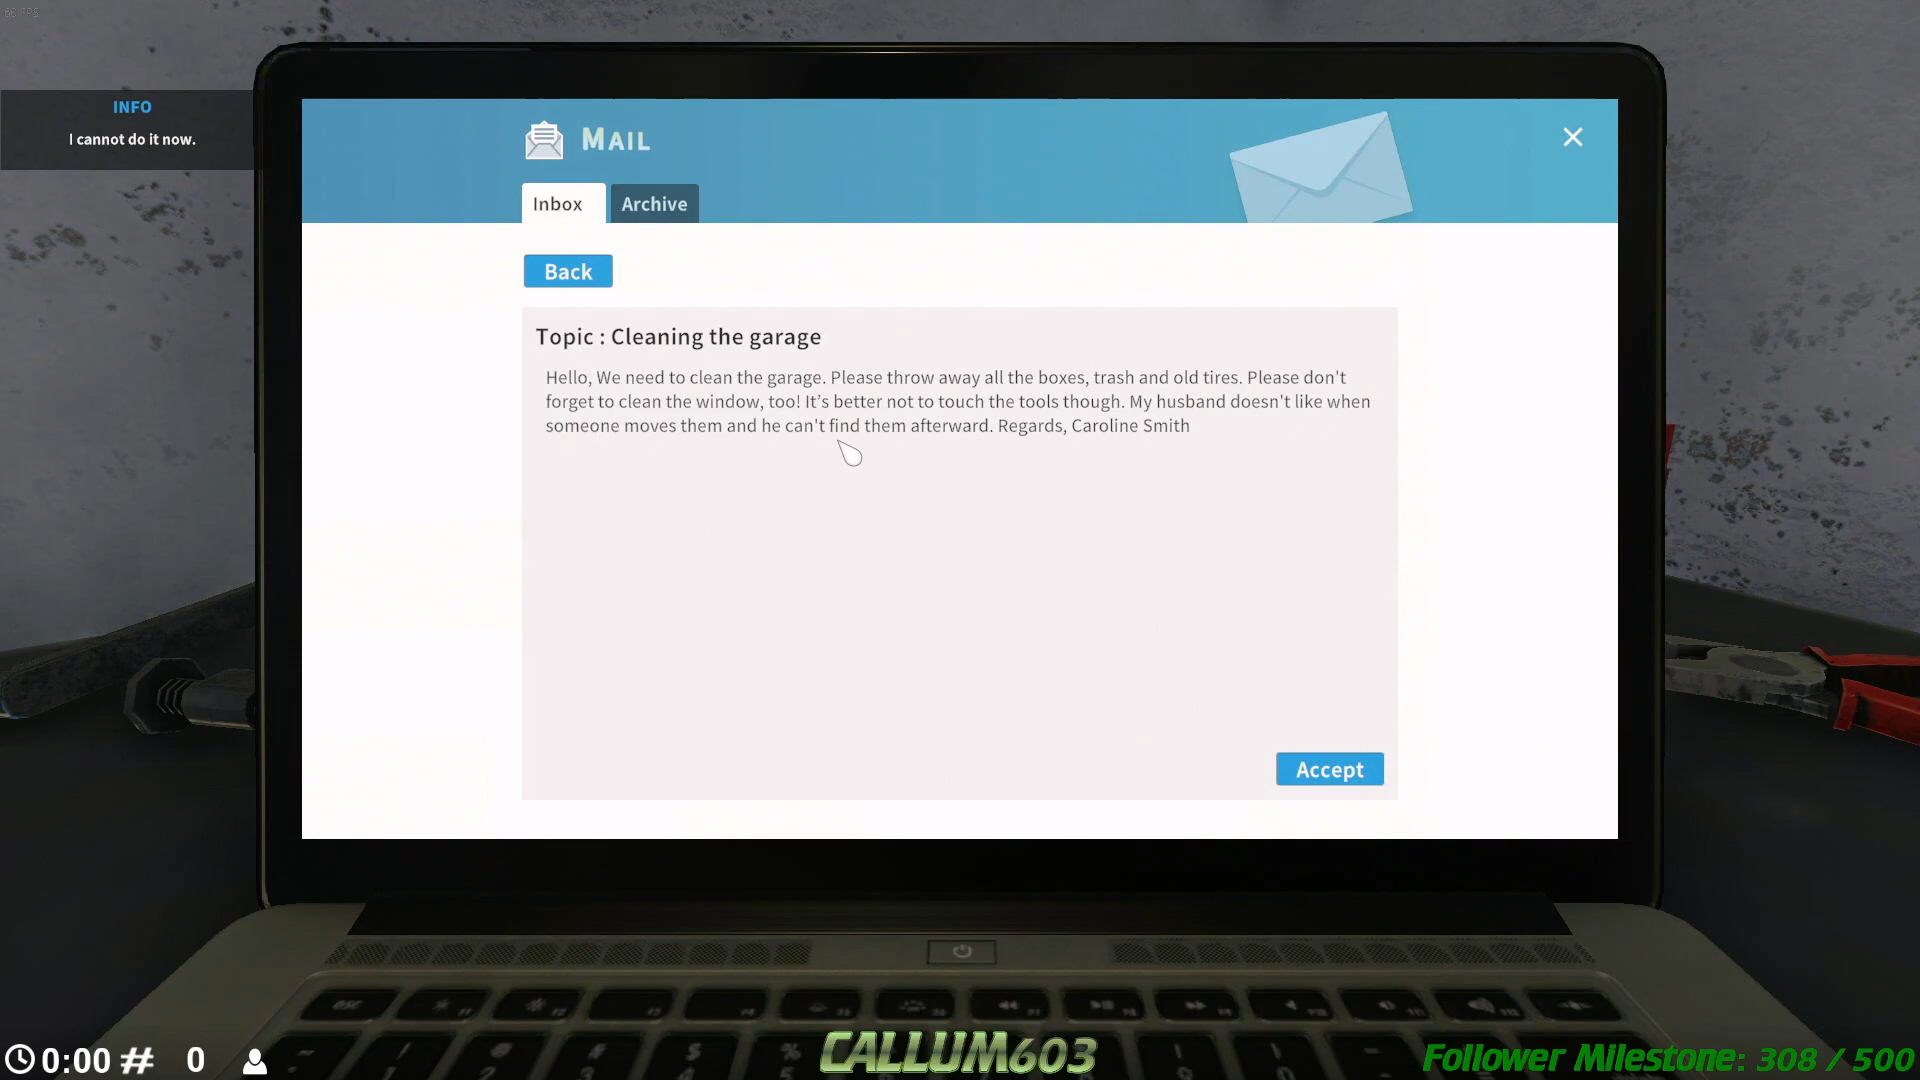 60 FPS
INFO
I cannot do it now.
MAIL
Inbox
Archive
Back
Topic : Cleaning the garage
Hello, We need to clean the garage. Please throw away all the boxes, trash and old tires. Please don't
forget to clean the window, too! It's better not to touch the tools though. My husband doesn't like when
someone moves them and he can't find them afterward. Regards, Caroline Smith
Accept
esc
0:00 # 0
CALLUM603
Follower Milestone: 308 / 500